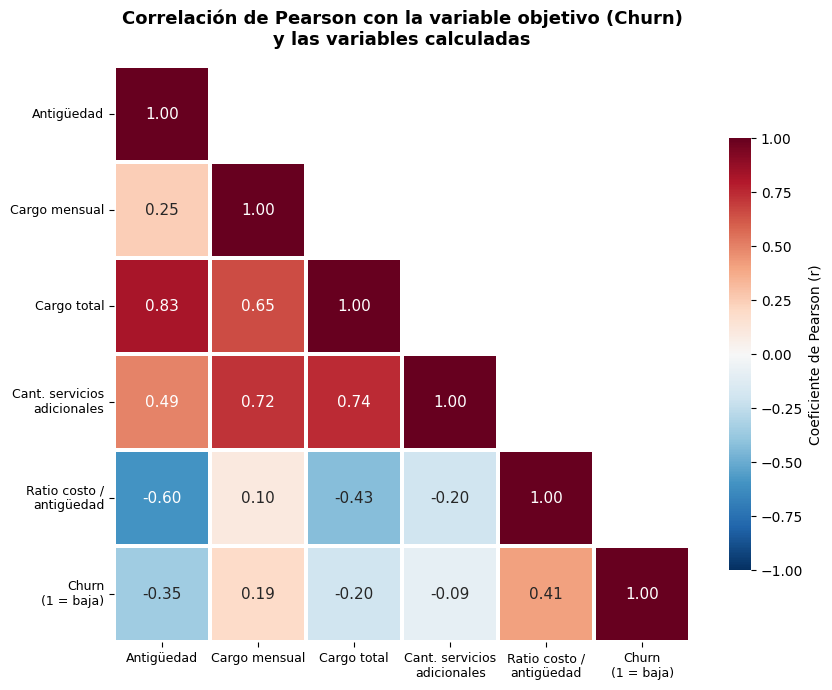 Correlación de Pearson con la variable objetivo (Churn)
y las variables calculadas
Antigüedad
1.00
Cargo mensual
0.25 1.00
Cargo total
0.83 0.65 1.00
Cant. servicios
adicionales
0.49 0.72 0.74 1.00
Ratio costo /
antigüedad
-0.60 0.10 -0.43 -0.20 1.00
Churn
(1 = baja)
-0.35 0.19 -0.20 -0.09 0.41 1.00
Antigüedad
Cargo mensual
Cargo total
Cant. servicios
adicionales
Ratio costo /
antigüedad
Churn
(1 = baja)
1.00
0.75
0.50
0.25
0.00
−0.25
−0.50
−0.75
−1.00
Coeficiente de Pearson (r)